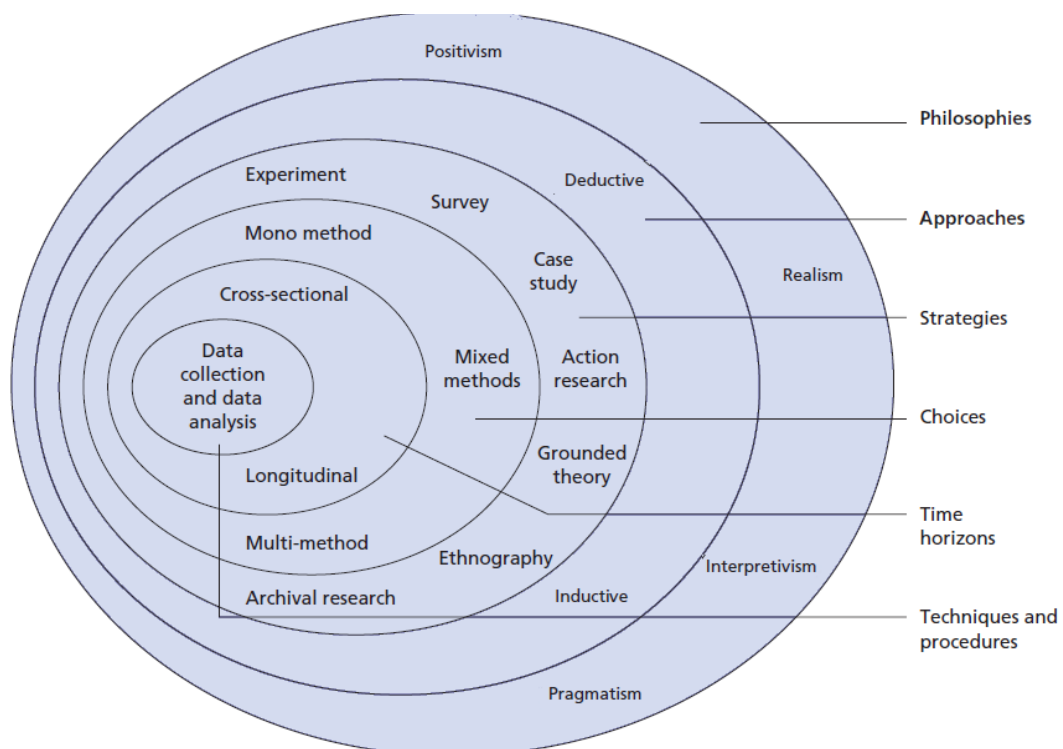 Positivism
Philosophies
Experiment
Deductive
Survey
Approaches
Mono method
Case
study
Realism
Cross-sectional
Strategies
Data
collection
and data
analysis
Mixed
methods
Action
research
Choices
Grounded
theory
Longitudinal
Time
horizons
Multi-method
Ethnography
Interpretivism
Archival research
Inductive
Techniques and
procedures
Pragmatism